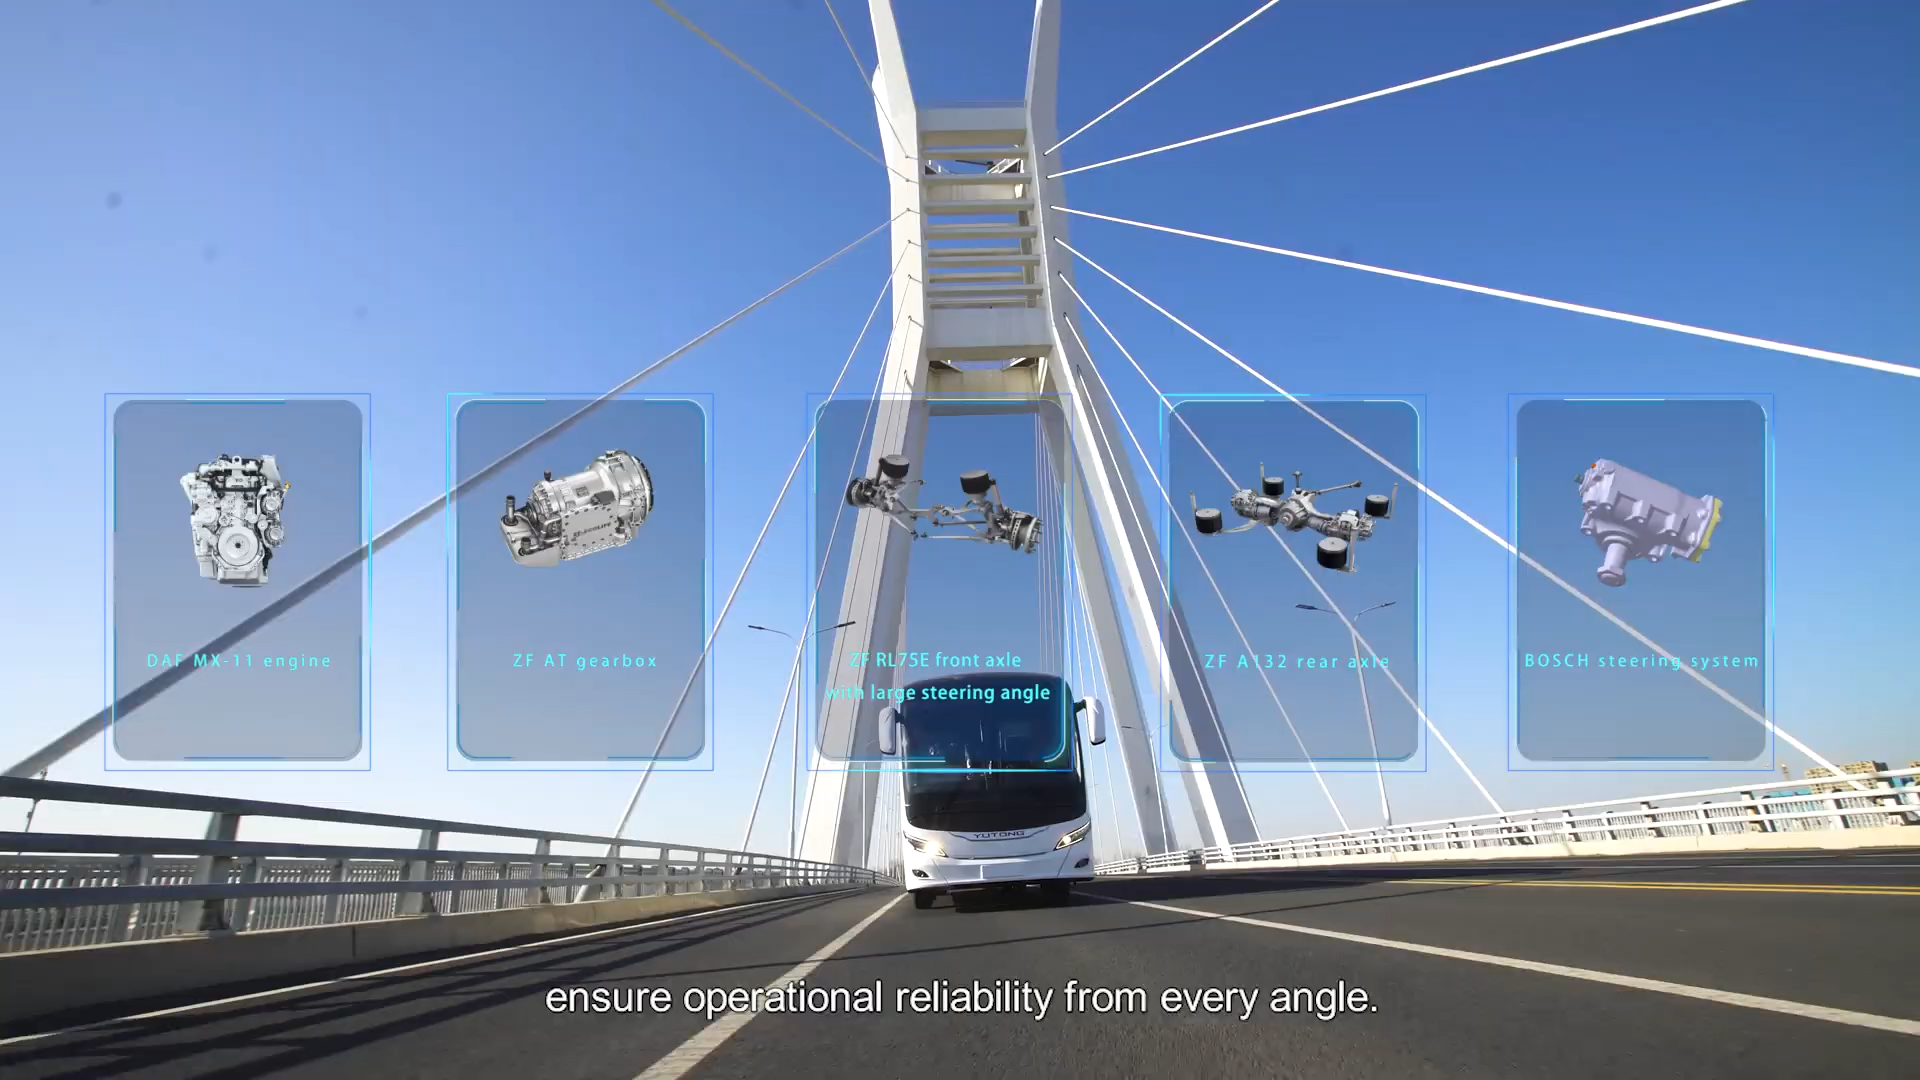 DAF MX-11 engine
ZF AT gearbox
ZF RL75E front axle
with large steering angle
ZF A132 rear axle
BOSCH steering system
YUTONG
ensure operational reliability from every angle.